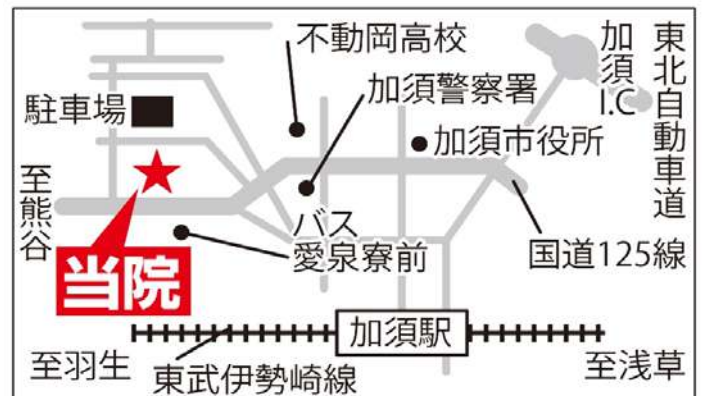 不動岡高校
加須I.C
東北自動車道
加須警察署
駐車場
加須市役所
至熊谷
バス
愛泉寮前
国道125線
当院
加須駅
至羽生
東武伊勢崎線
至浅草